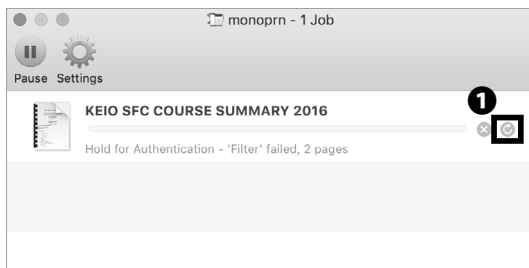 monoprn - 1 Job
Pause Settings
1
KEIO SFC COURSE SUMMARY 2016
Hold for Authentication - 'Filter' failed, 2 pages